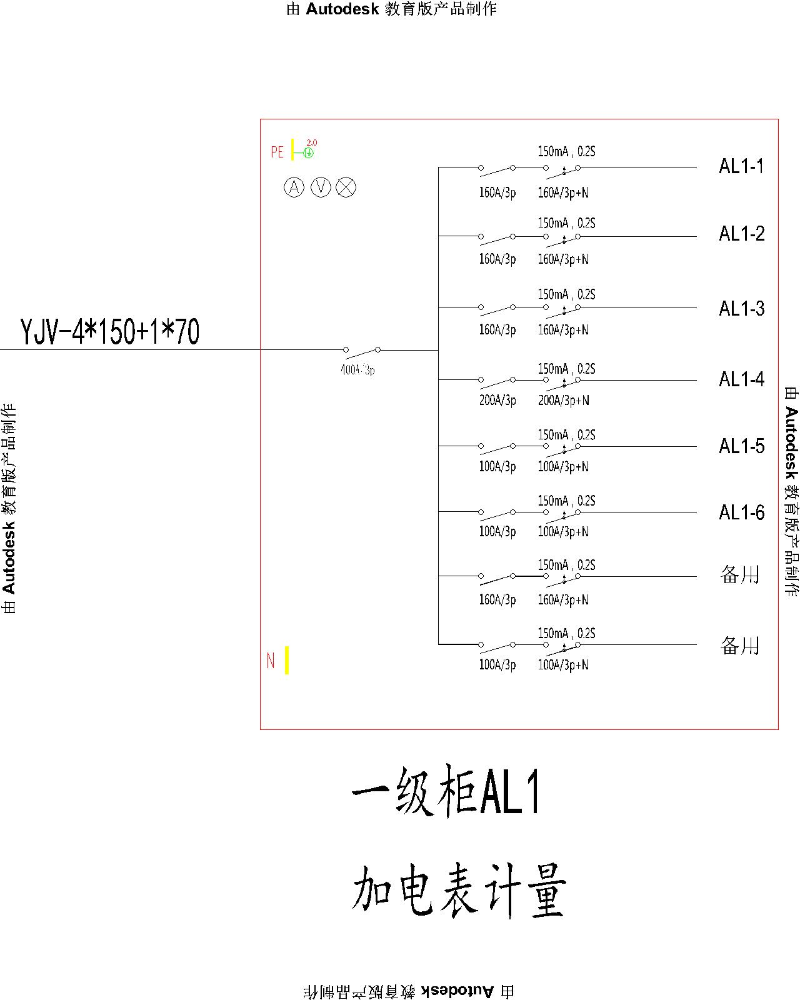 由 Autodesk 教育版产品制作
PE
2.0
A V
150mA , 0.2S
160A/3p 160A/3p+N
AL1-1
150mA , 0.2S
160A/3p 160A/3p+N
AL1-2
150mA , 0.2S
160A/3p 160A/3p+N
AL1-3
YJV-4*150+1*70
400A/3p
150mA , 0.2S
200A/3p 200A/3p+N
AL1-4
150mA , 0.2S
100A/3p 100A/3p+N
AL1-5
150mA , 0.2S
100A/3p 100A/3p+N
AL1-6
150mA , 0.2S
160A/3p 160A/3p+N
备用
150mA , 0.2S
100A/3p 100A/3p+N
备用
N
由 Autodesk 教育版产品制作
由 Autodesk 教育版产品制作
一级柜AL1
加电表计量
由 Autodesk 教育版产品制作